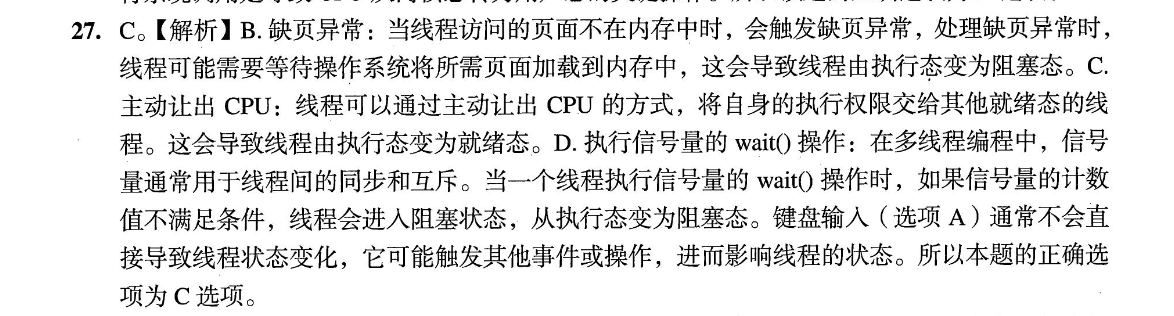 27. C。【解析】B. 缺页异常：当线程访问的页面不在内存中时，会触发缺页异常，处理缺页异常时，
线程可能需要等待操作系统将所需页面加载到内存中，这会导致线程由执行态变为阻塞态。C.
主动让出 CPU：线程可以通过主动让出 CPU 的方式，将自身的执行权限交给其他就绪态的线
程。这会导致线程由执行态变为就绪态。D. 执行信号量的 wait() 操作：在多线程编程中，信号
量通常用于线程间的同步和互斥。当一个线程执行信号量的 wait() 操作时，如果信号量的计数
值不满足条件，线程会进入阻塞状态，从执行态变为阻塞态。键盘输入（选项 A）通常不会直
接导致线程状态变化，它可能触发其他事件或操作，进而影响线程的状态。所以本题的正确选
项为 C 选项。